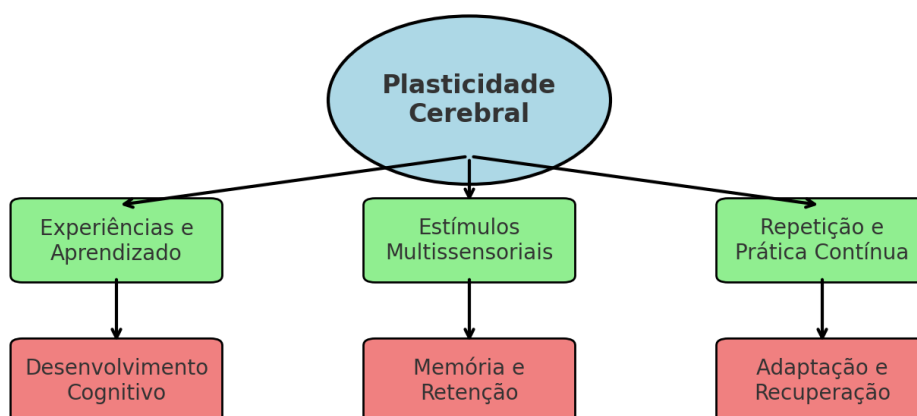 Plasticidade
Cerebral
Experiências e
Aprendizado
Estímulos
Multissensoriais
Repetição e
Prática Contínua
Desenvolvimento
Cognitivo
Memória e
Retenção
Adaptação e
Recuperação